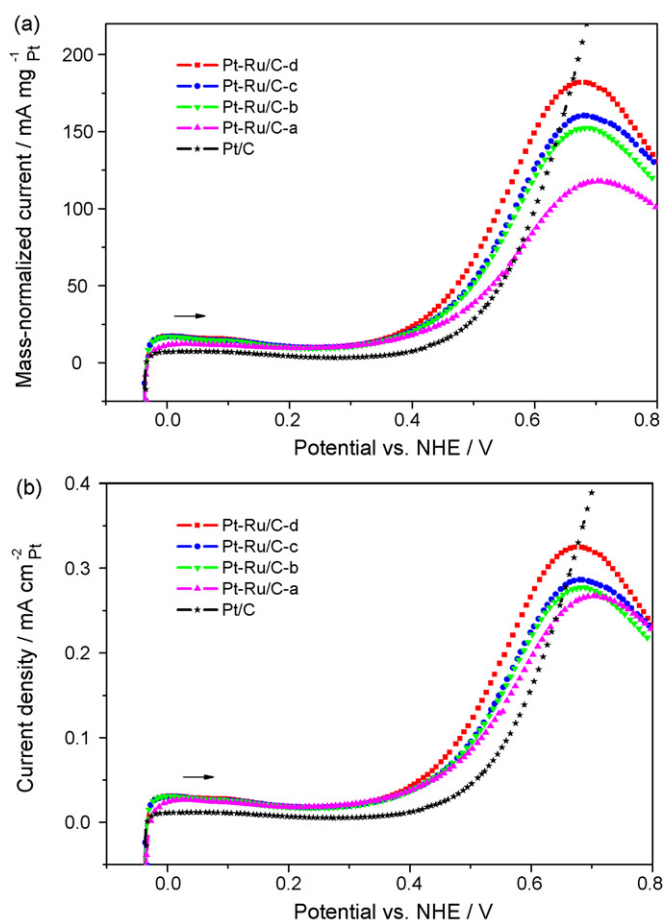 (a)
200
150
100
50
0
Mass-normalized current / mA mg⁻¹Pt
Pt-Ru/C-d
Pt-Ru/C-c
Pt-Ru/C-b
Pt-Ru/C-a
Pt/C
0.0 0.2 0.4 0.6 0.8
Potential vs. NHE / V
(b)
0.4
0.3
0.2
0.1
0.0
Current density / mA cm⁻²Pt
Pt-Ru/C-d
Pt-Ru/C-c
Pt-Ru/C-b
Pt-Ru/C-a
Pt/C
0.0 0.2 0.4 0.6 0.8
Potential vs. NHE / V